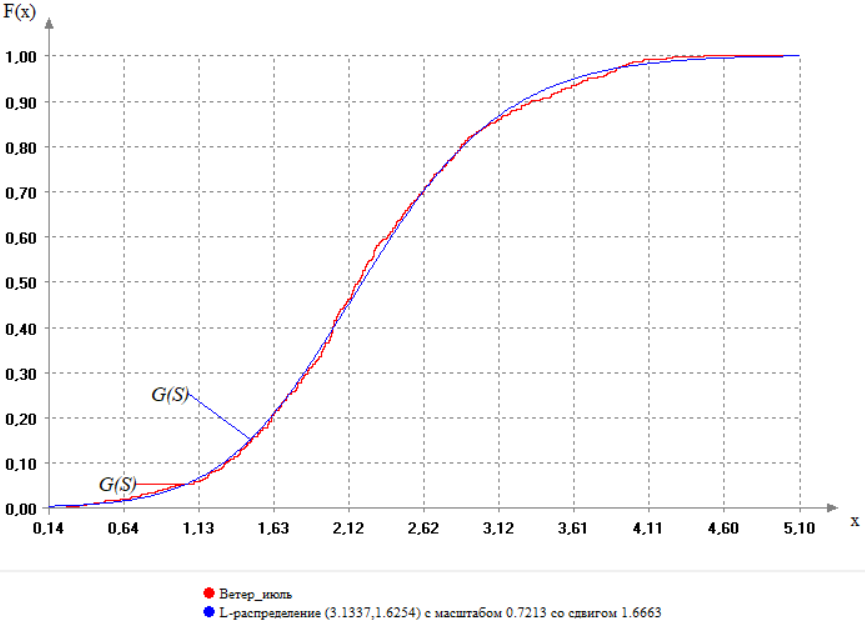 F(x)
1,00
0,90
0,80
0,70
0,60
0,50
0,40
0,30
0,20
0,10
0,00
G(S)
G(S)
0,14 0,64 1,13 1,63 2,12 2,62 3,12 3,61 4,11 4,60 5,10
x
Ветер_июль
L-распределение (3.1337,1.6254) с масштабом 0.7213 со сдвигом 1.6663